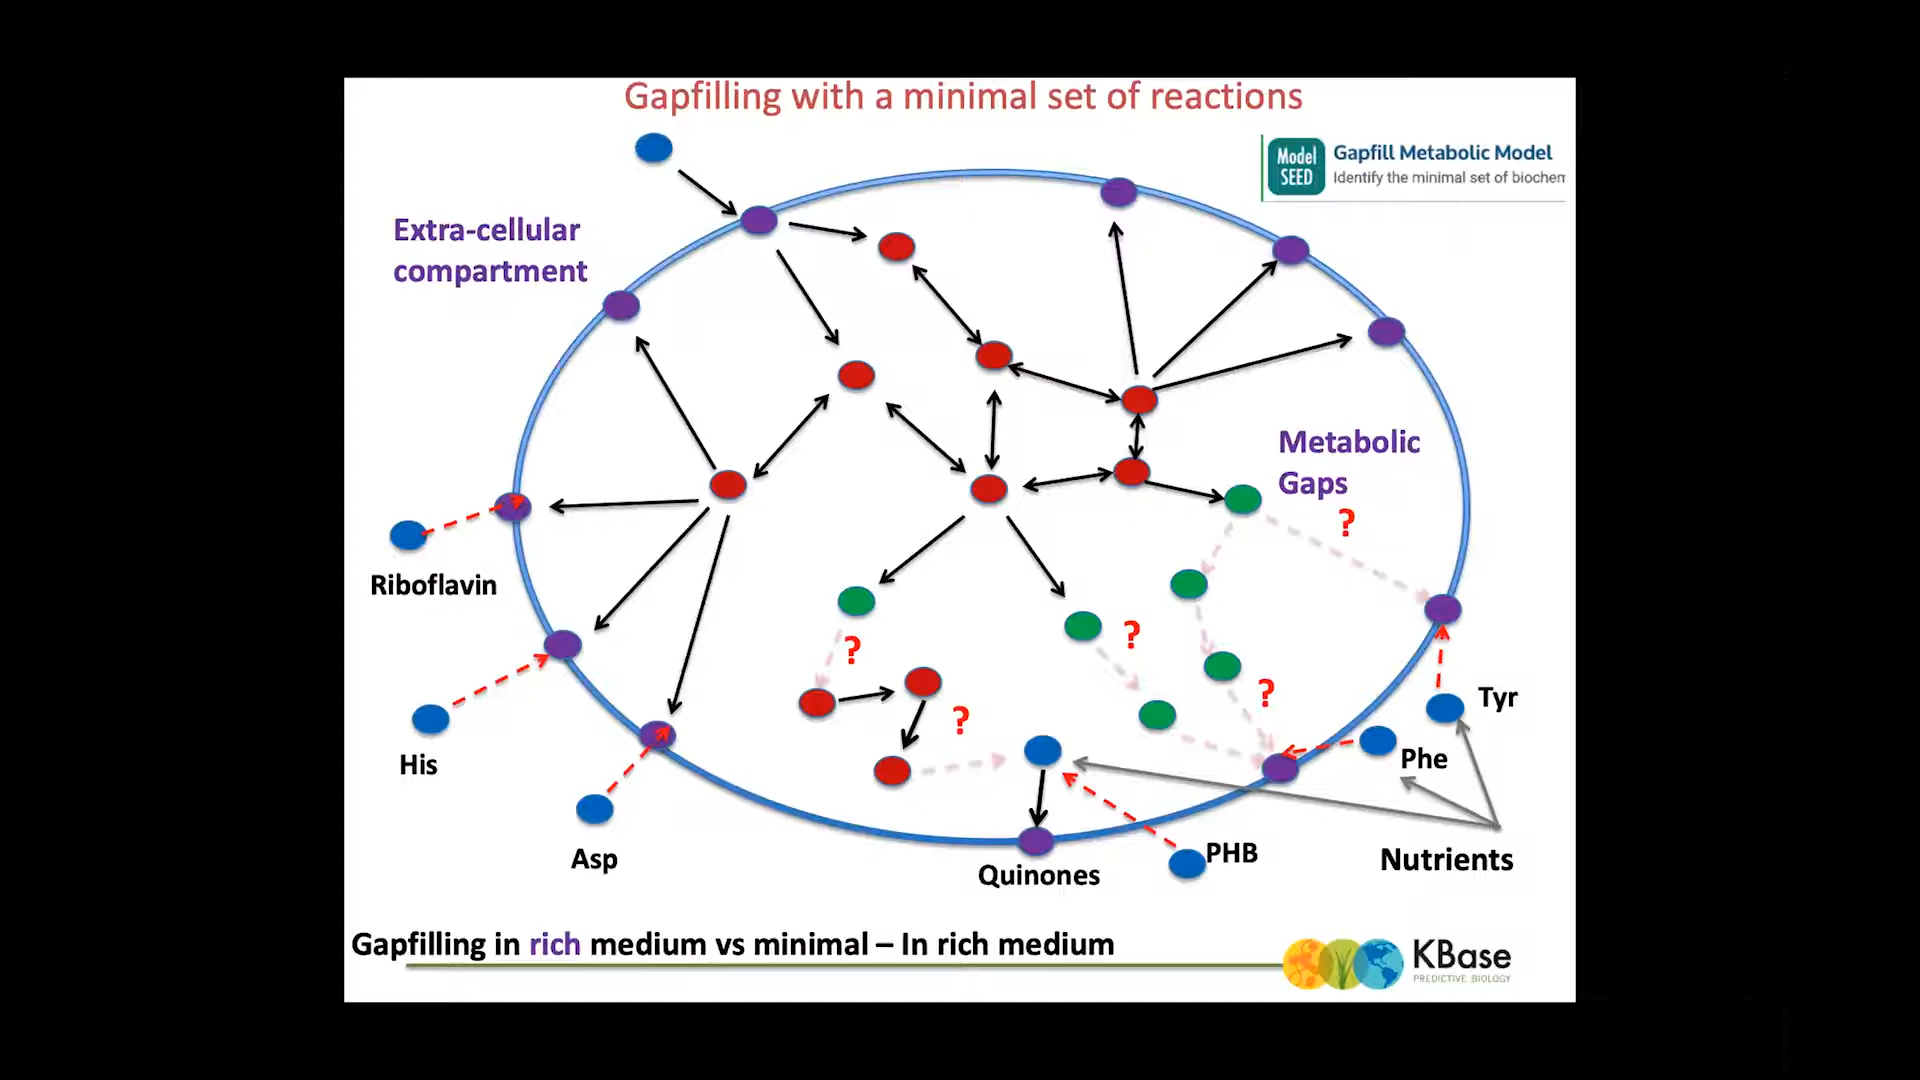 Gapfilling with a minimal set of reactions
Model
SEED
Gapfill Metabolic Model
Identify the minimal set of biochem
Extra-cellular
compartment
Metabolic
Gaps
?
Riboflavin
?
?
?
?
His
Tyr
Phe
Asp
Quinones
PHB
Nutrients
Gapfilling in rich medium vs minimal – In rich medium
KBase
PREDICTIVE BIOLOGY